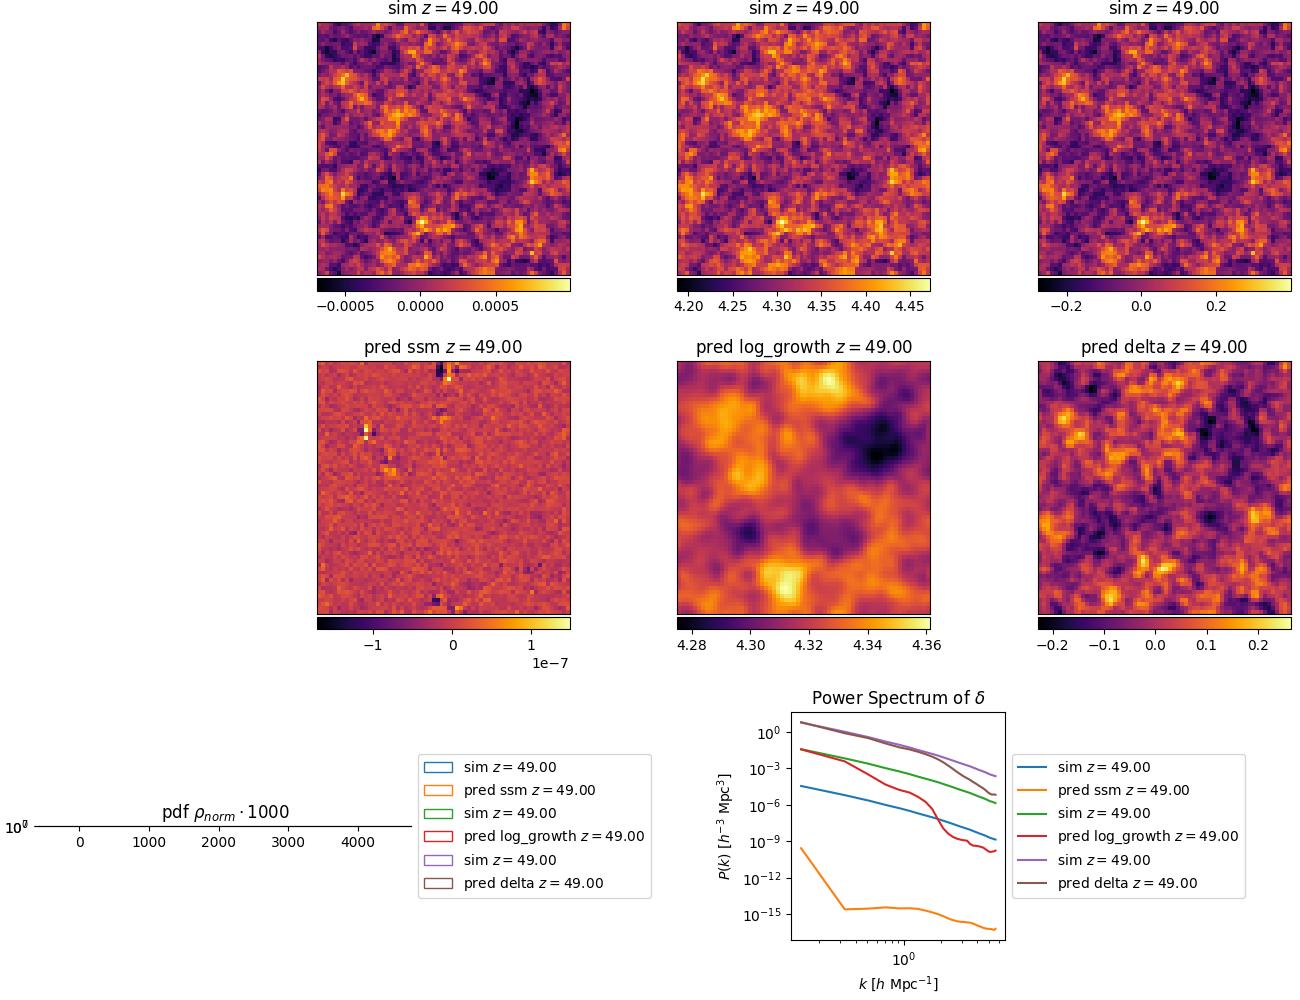 sim z = 49.00 sim z = 49.00 sim z = 49.00
−0.0005 0.0000 0.0005 4.20 4.25 4.30 4.35 4.40 4.45 −0.2 0.0 0.2
pred ssm z = 49.00 pred log_growth z = 49.00 pred delta z = 49.00
−1 0 1 4.28 4.30 4.32 4.34 4.36 −0.2 −0.1 0.0 0.1 0.2
1e−7
pdf ρnorm · 1000
0 1000 2000 3000 4000
sim z = 49.00
pred ssm z = 49.00
sim z = 49.00
pred log_growth z = 49.00
sim z = 49.00
pred delta z = 49.00
Power Spectrum of δ
P(k) [h⁻³ Mpc³]
10⁰
10⁻³
10⁻⁶
10⁻⁹
10⁻¹²
10⁻¹⁵
10⁰
k [h Mpc⁻¹]
sim z = 49.00
pred ssm z = 49.00
sim z = 49.00
pred log_growth z = 49.00
sim z = 49.00
pred delta z = 49.00